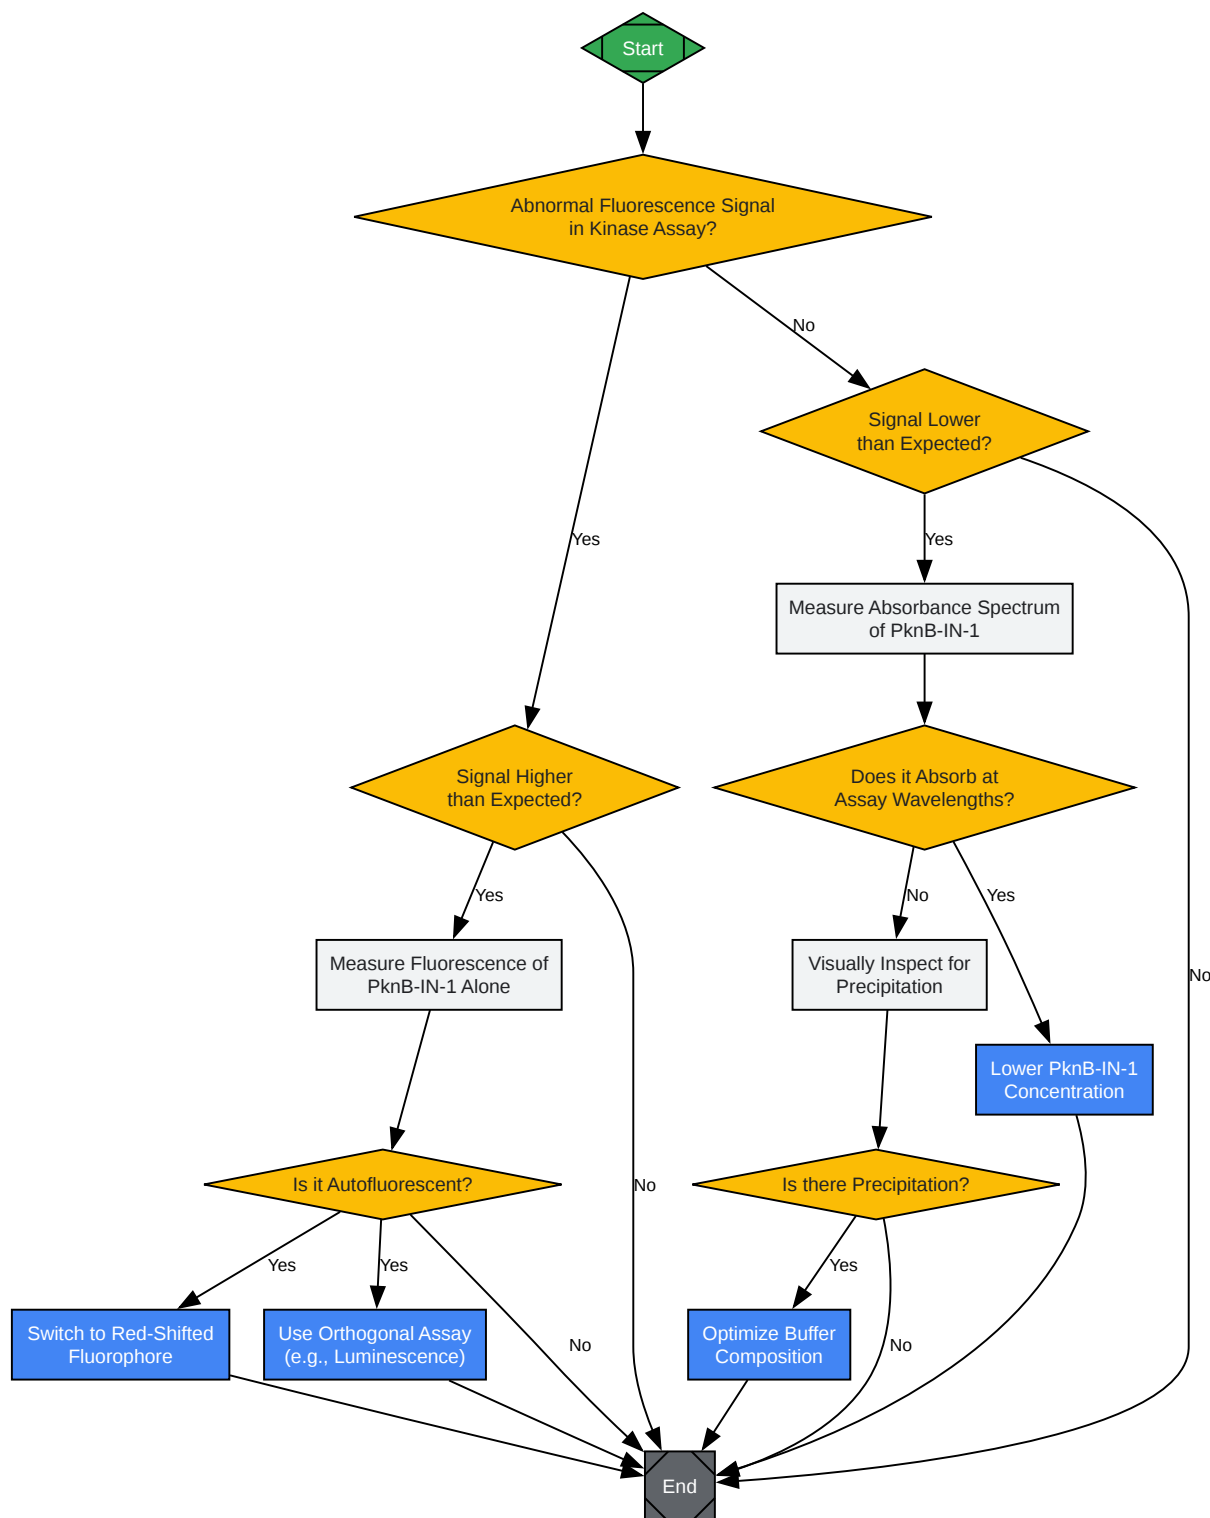 Start
Abnormal Fluorescence Signal
in Kinase Assay?
No
Signal Lower
than Expected?
Yes
Yes
Measure Absorbance Spectrum
of PknB-IN-1
Signal Higher
than Expected?
Does it Absorb at
Assay Wavelengths?
Yes
No
Yes
Measure Fluorescence of
PknB-IN-1 Alone
Visually Inspect for
Precipitation
No
Lower PknB-IN-1
Concentration
Is it Autofluorescent?
No
Is there Precipitation?
Yes
Yes
Yes
Switch to Red-Shifted
Fluorophore
Use Orthogonal Assay
(e.g., Luminescence)
No
Optimize Buffer
Composition
No
End